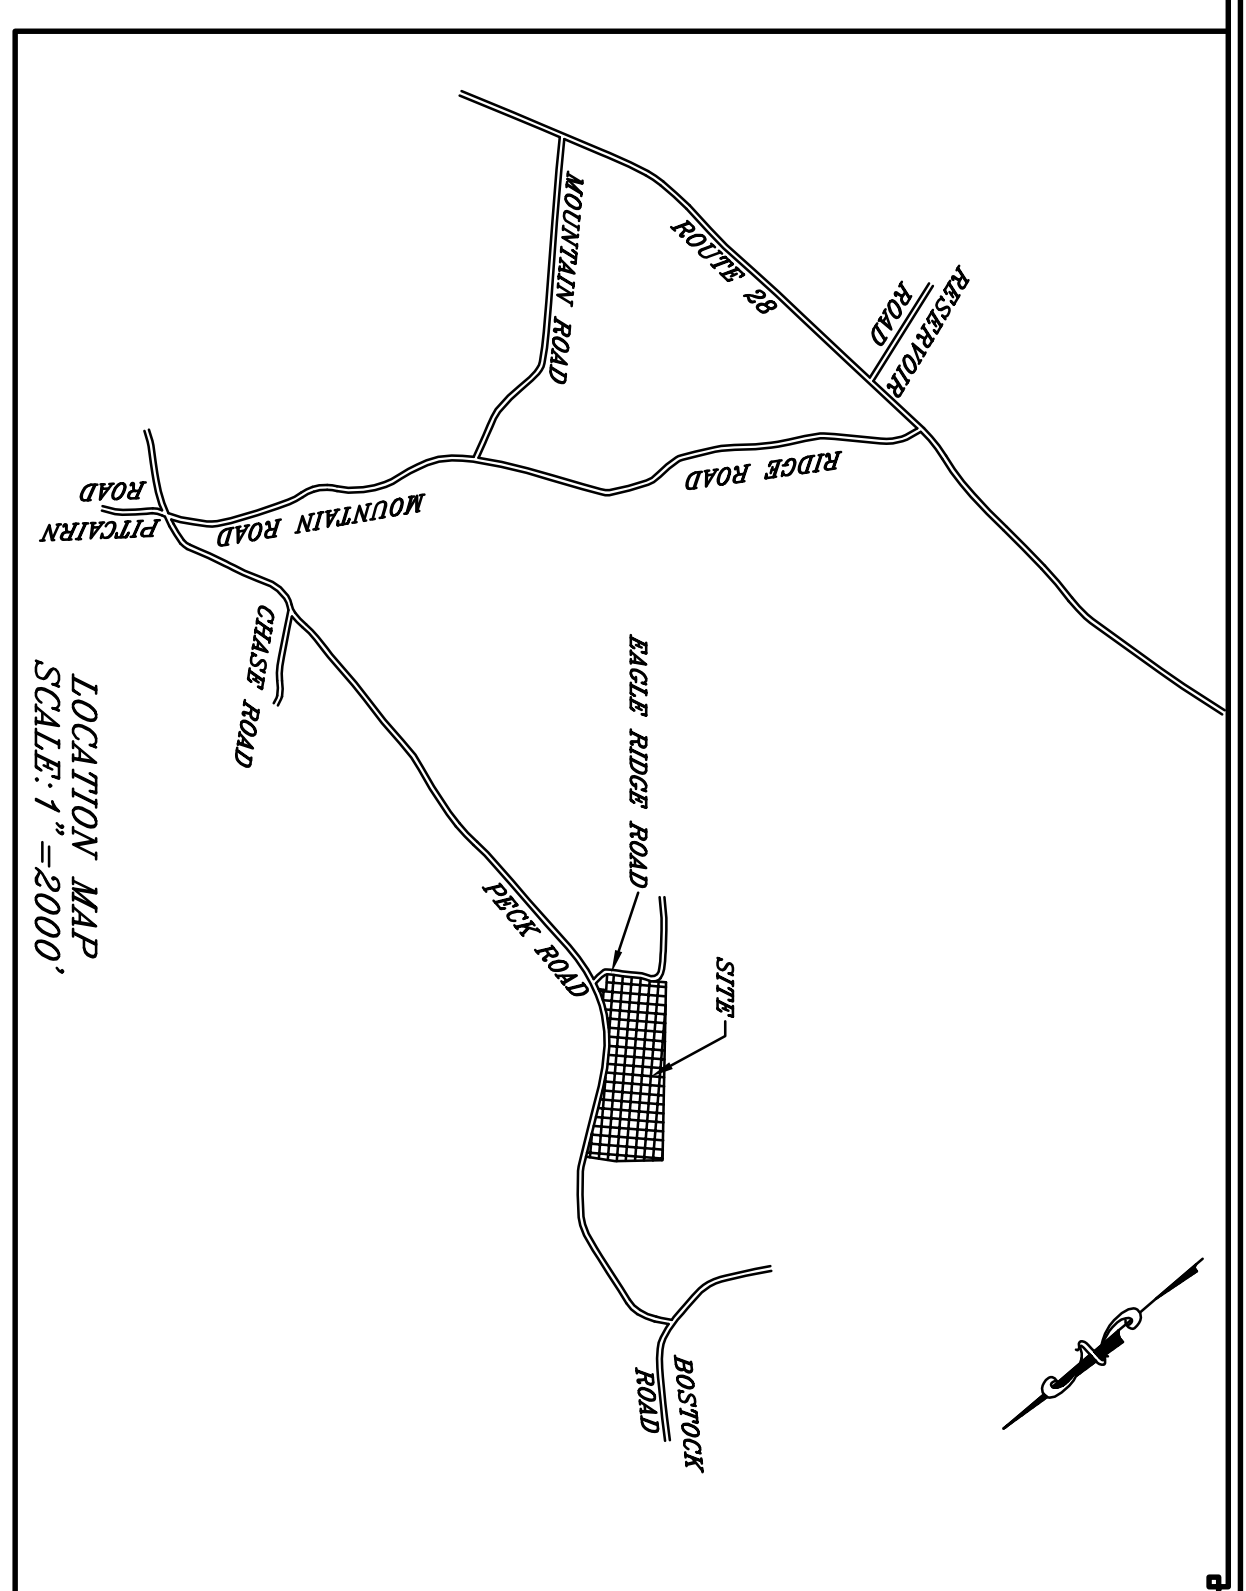 MOUNTAIN ROAD
ROUTE 28
RESERVOIR
ROAD
RIDGE ROAD
MOUNTAIN ROAD
PITCAIRN
ROAD
CHASE ROAD
EAGLE RIDGE ROAD
SITE
PECK ROAD
BOSTOCK
ROAD
LOCATION MAP
SCALE: 1"=2000'